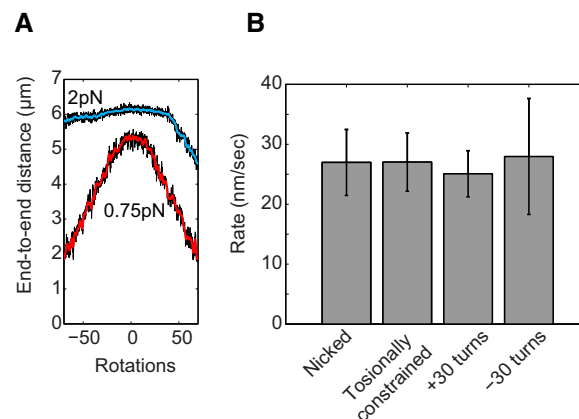 A
B
End-to-end distance (µm)
7
6
5
4
3
2
1
0
2pN
0.75pN
−50
0
50
Rotations
Rate (nm/sec)
40
30
20
10
0
Nicked
Tosionally
constrained
+30 turns
−30 turns